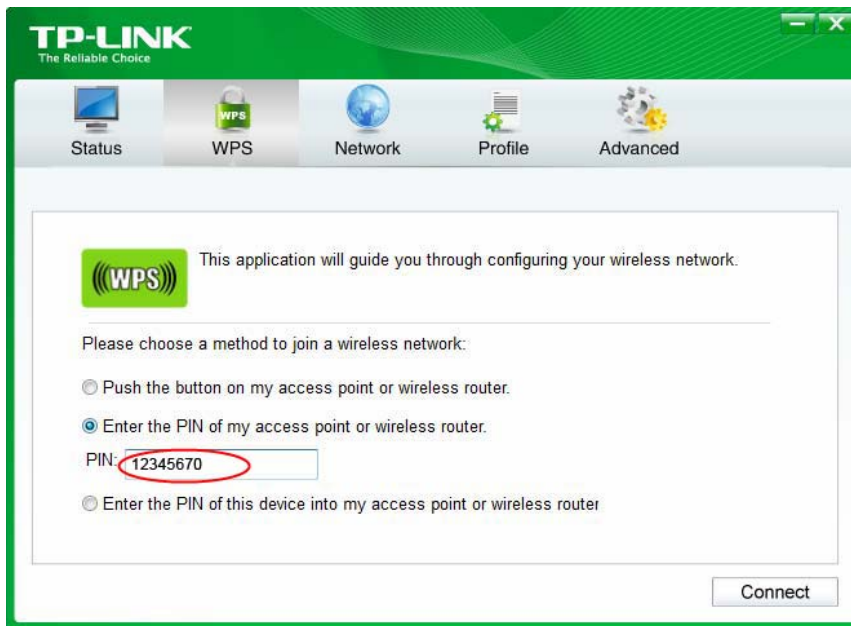 TP-LINK
The Reliable Choice
WPS
Status WPS Network Profile Advanced
(((WPS)))
This application will guide you through configuring your wireless network.
Please choose a method to join a wireless network:
Push the button on my access point or wireless router.
Enter the PIN of my access point or wireless router.
PIN: 12345670
Enter the PIN of this device into my access point or wireless router
Connect